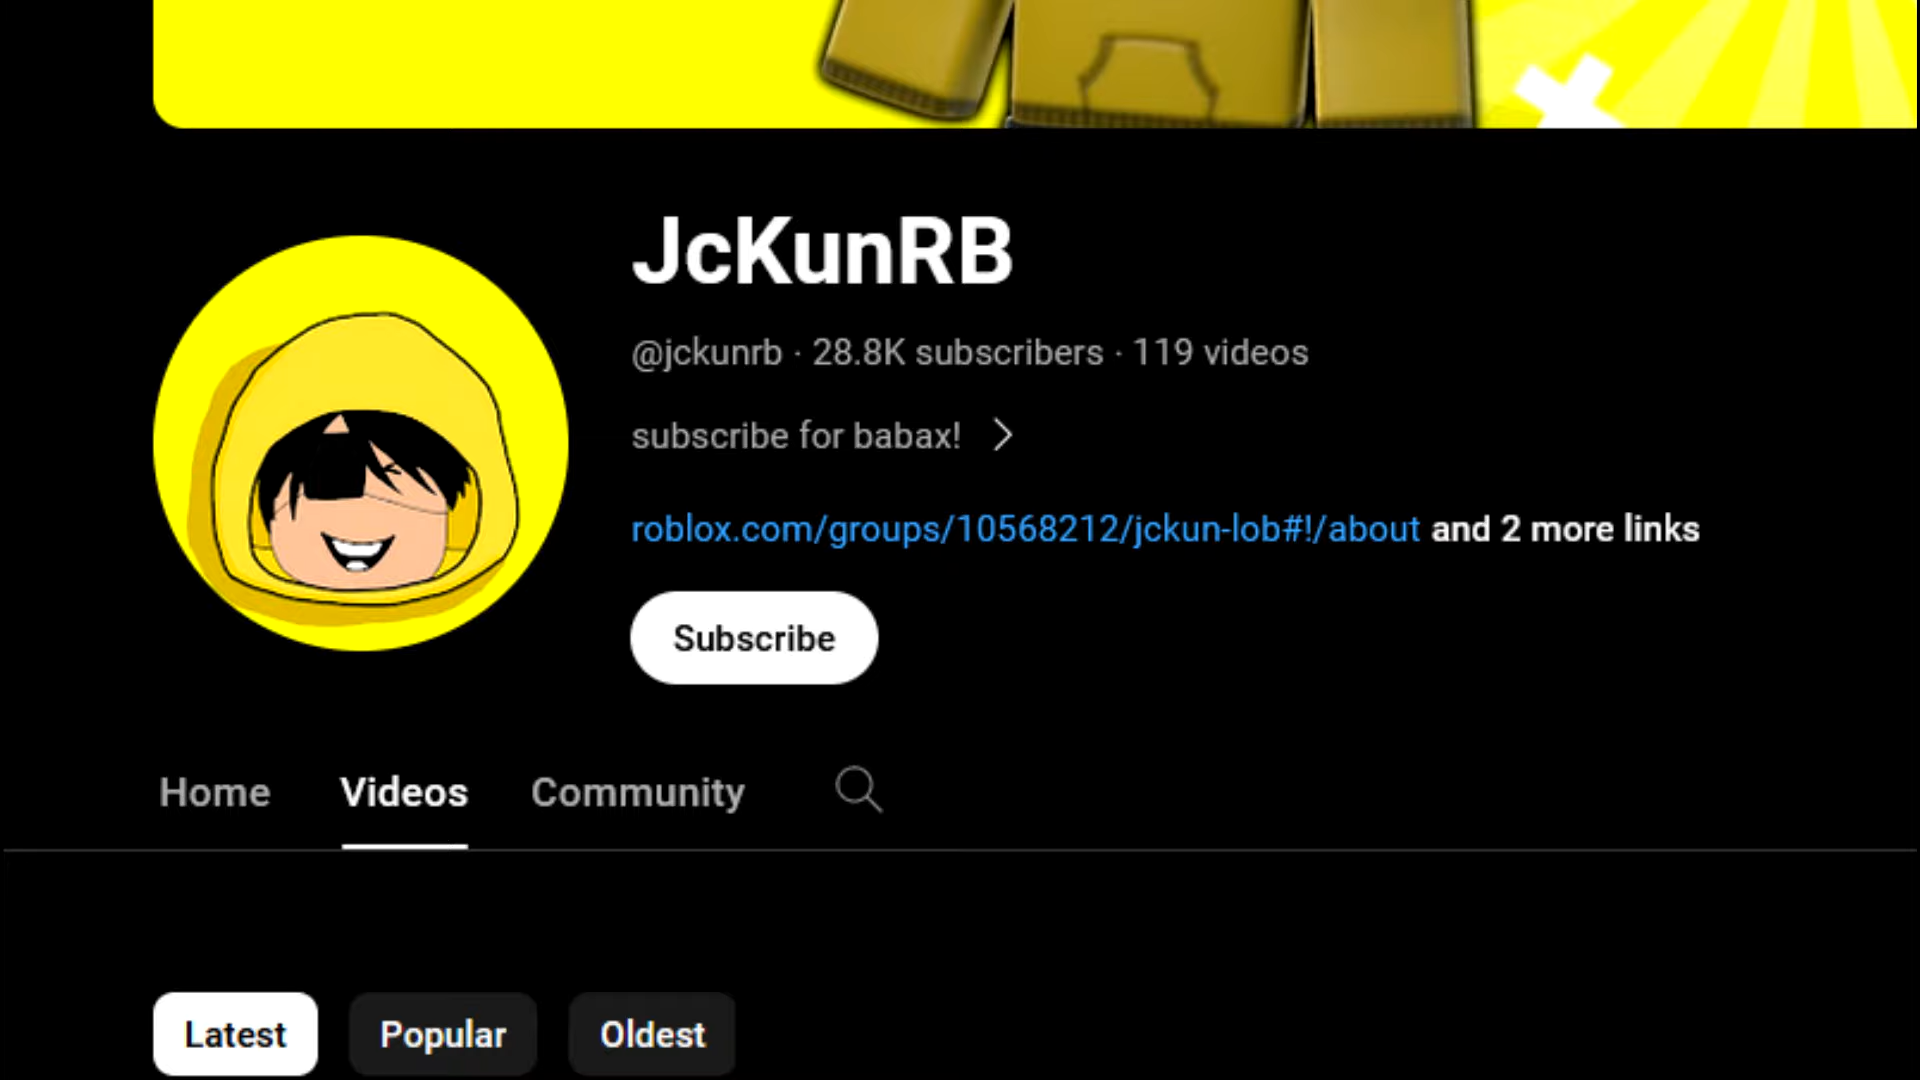 JcKunRB
@jckunrb · 28.8K subscribers · 119 videos
subscribe for babax!
roblox.com/groups/10568212/jckun-lob#!/about and 2 more links
Subscribe
Home Videos Community
Latest Popular Oldest